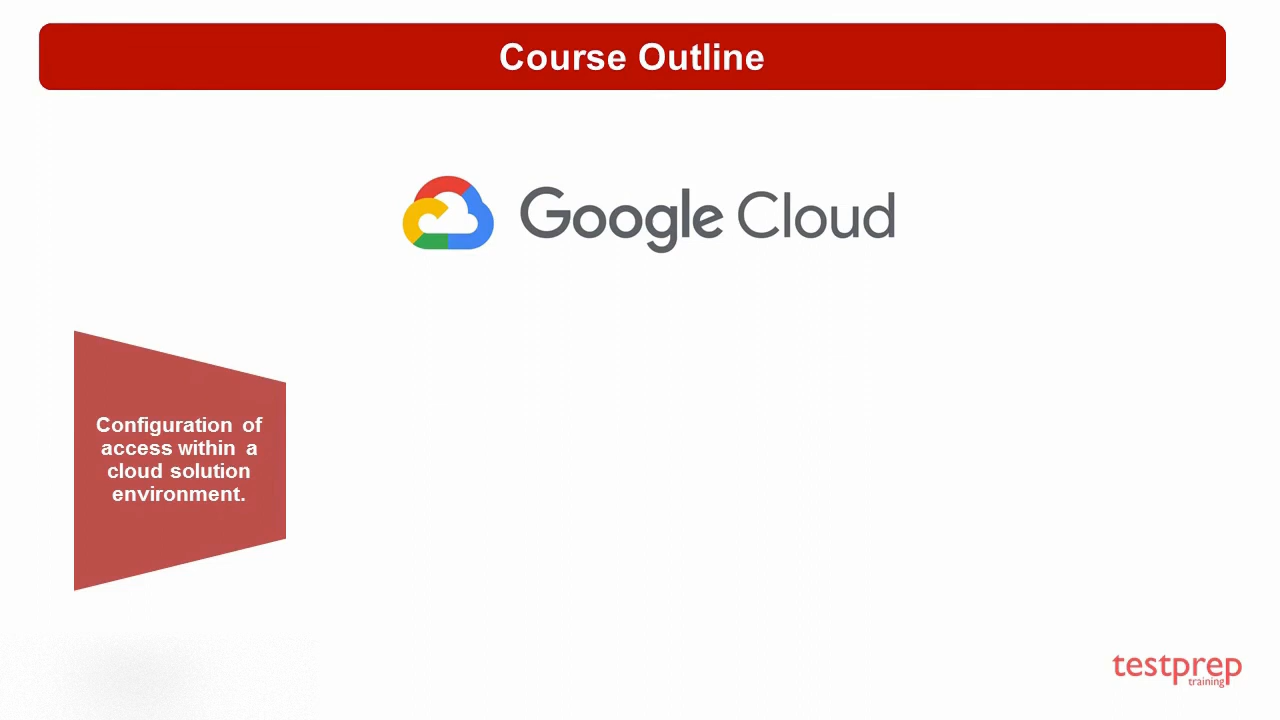 Course Outline
Google Cloud
Configuration of
access within a
cloud solution
environment.
testprep
training